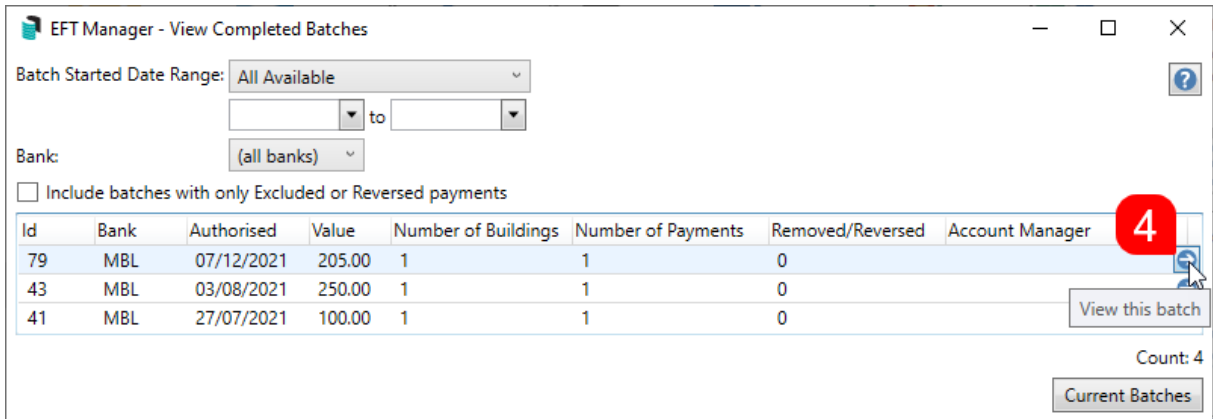 EFT Manager - View Completed Batches
Batch Started Date Range: All Available
to
Bank: (all banks)
Include batches with only Excluded or Reversed payments
Id Bank Authorised Value Number of Buildings Number of Payments Removed/Reversed Account Manager 4
79 MBL 07/12/2021 205.00 1 1 0
43 MBL 03/08/2021 250.00 1 1 0
View this batch
41 MBL 27/07/2021 100.00 1 1 0
Count: 4
Current Batches